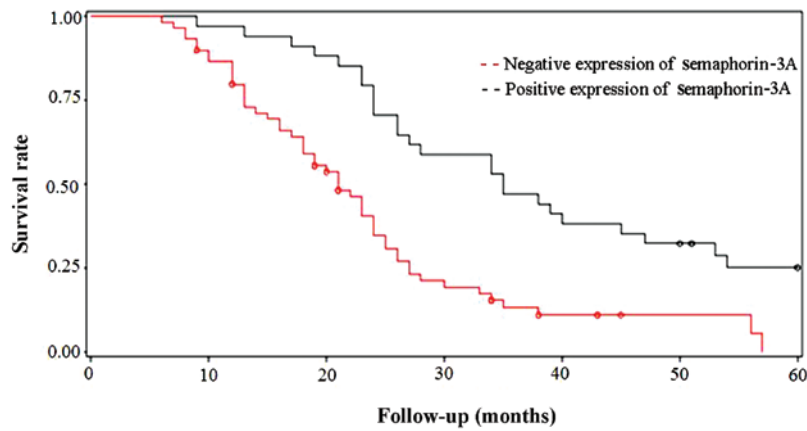 1.00
0.75
0.50
0.25
0.00
Survival rate
Negative expression of semaphorin-3A
Positive expression of semaphorin-3A
0 10 20 30 40 50 60
Follow-up (months)